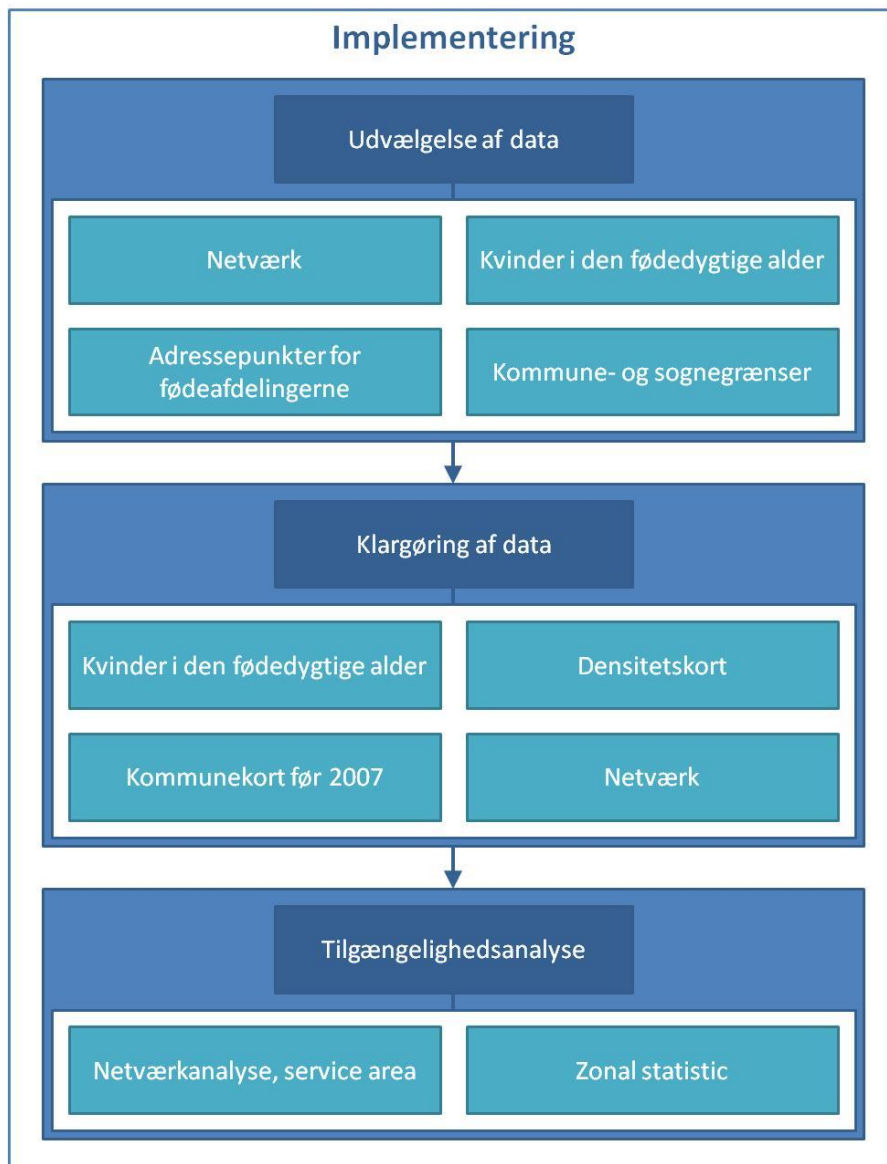 Implementering
Udvælgelse af data
Netværk
Kvinder i den fødedygtige alder
Adressepunkter for
fødeafdelingerne
Kommune- og sognegrænser
Klargøring af data
Kvinder i den fødedygtige alder
Densitetskort
Kommunekort før 2007
Netværk
Tilgængelighedsanalyse
Netværkanalyse, service area
Zonal statistic